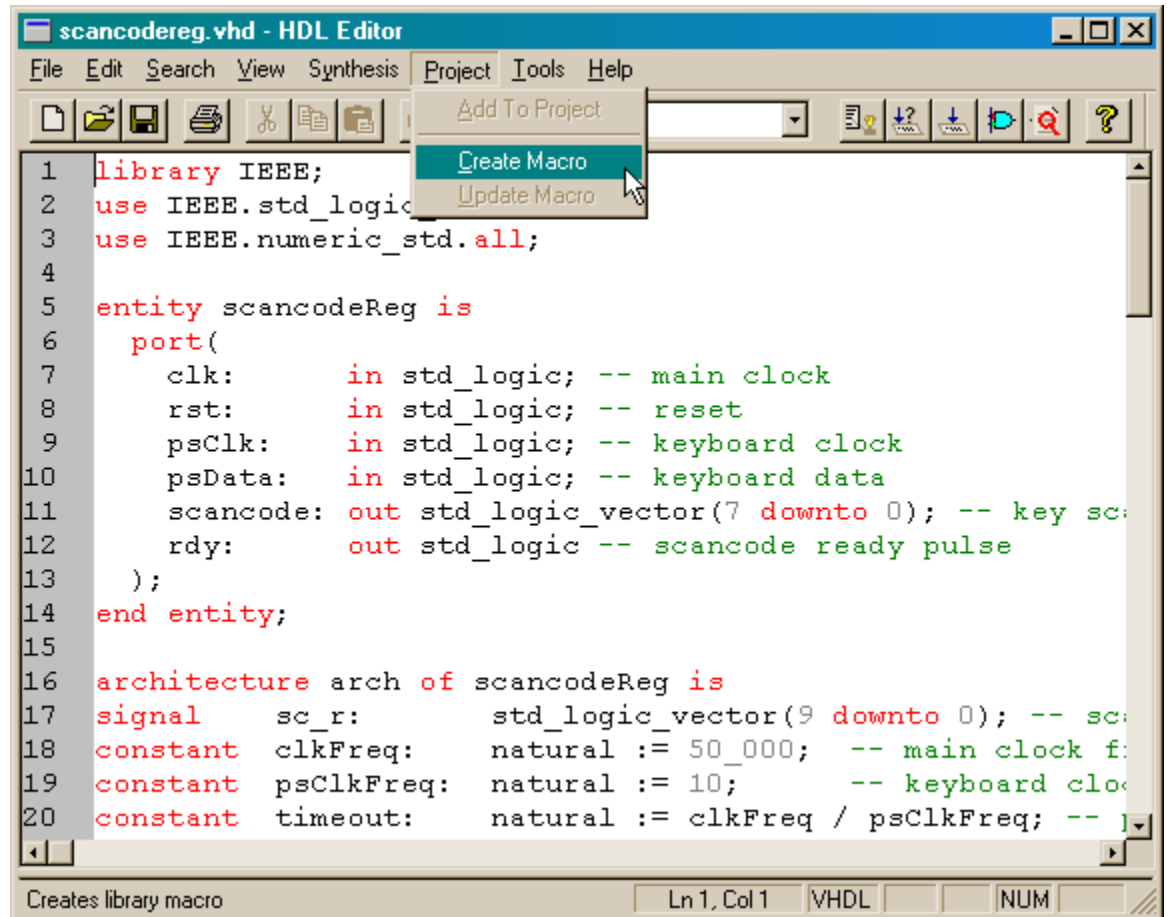 scancodereg.vhd - HDL Editor
File Edit Search View Synthesis Project Tools Help
Add To Project
Create Macro
Update Macro
1 library IEEE;
2 use IEEE.std_logic_
3 use IEEE.numeric_std.all;
4
5 entity scancodeReg is
6 port(
7 clk: in std_logic; -- main clock
8 rst: in std_logic; -- reset
9 psClk: in std_logic; -- keyboard clock
10 psData: in std_logic; -- keyboard data
11 scancode: out std_logic_vector(7 downto 0); -- key
12 rdy: out std_logic -- scancode ready pulse
13 );
14 end entity;
15
16 architecture arch of scancodeReg is
17 signal sc_r: std_logic_vector(9 downto 0); --
18 constant clkFreq: natural := 50_000; -- main clock
19 constant psClkFreq: natural := 10; -- keyboard
20 constant timeout: natural := clkFreq / psClkFreq; --
Creates library macro Ln 1, Col 1 VHDL NUM